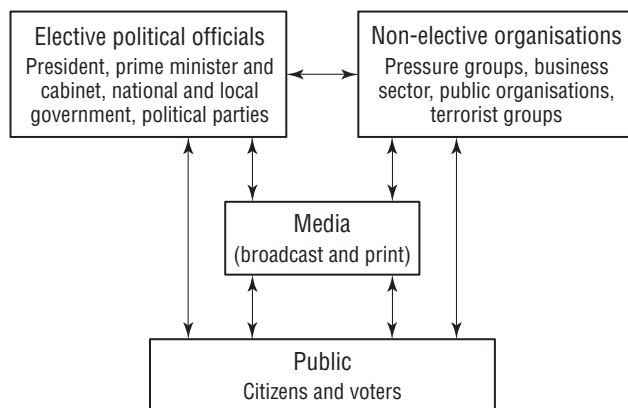 Elective political officials
President, prime minister and
cabinet, national and local
government, political parties
Non-elective organisations
Pressure groups, business
sector, public organisations,
terrorist groups
Media
(broadcast and print)
Public
Citizens and voters